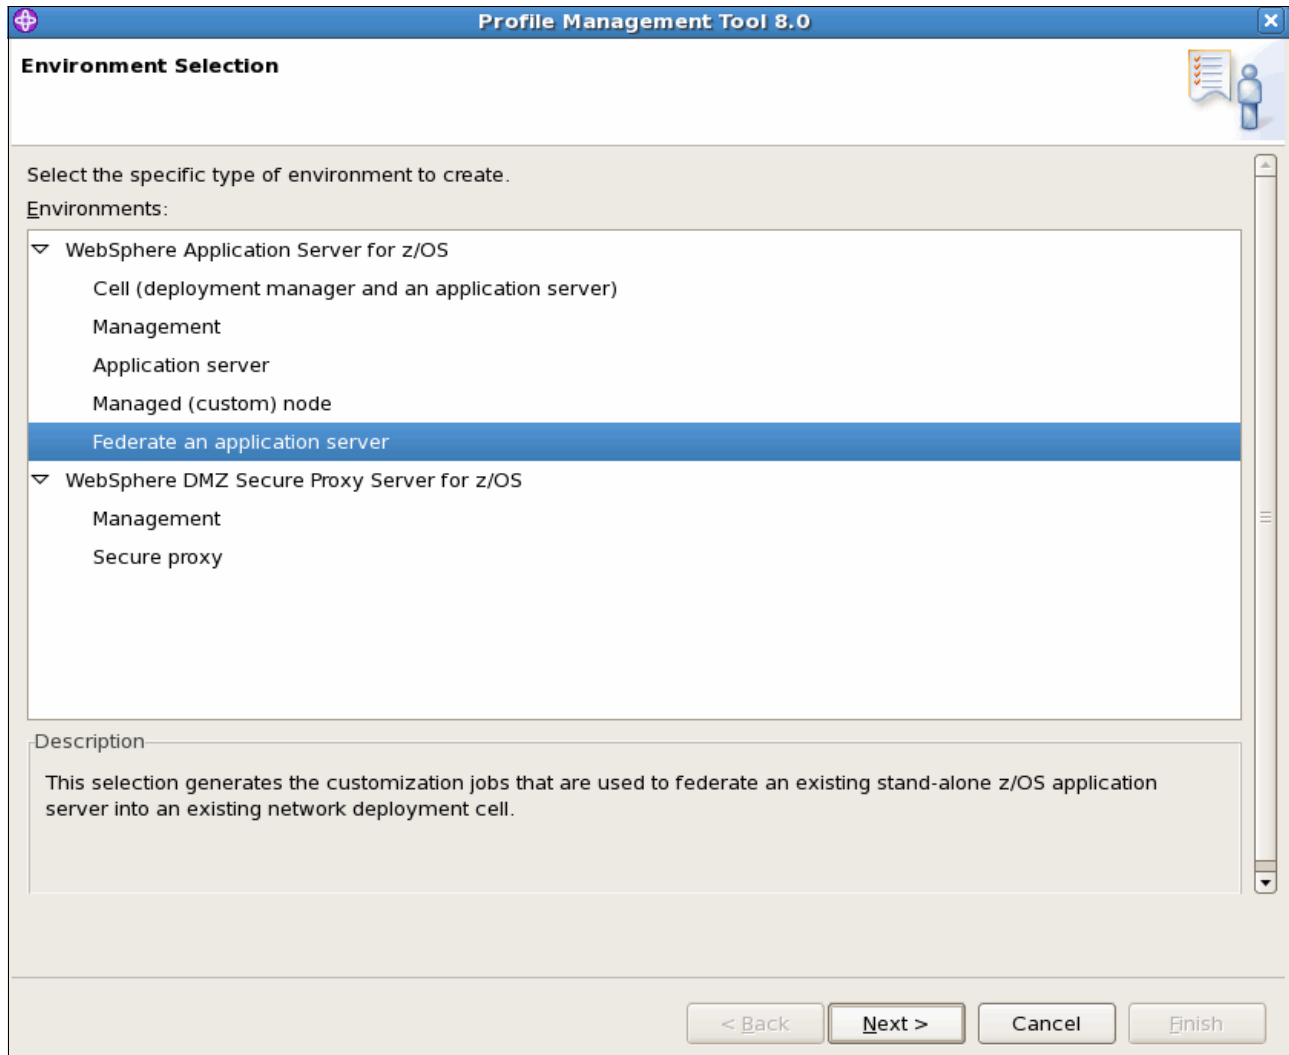 Profile Management Tool 8.0
Environment Selection
Select the specific type of environment to create.
Environments:
WebSphere Application Server for z/OS
Cell (deployment manager and an application server)
Management
Application server
Managed (custom) node
Federate an application server
WebSphere DMZ Secure Proxy Server for z/OS
Management
Secure proxy
Description
This selection generates the customization jobs that are used to federate an existing stand-alone z/OS application
server into an existing network deployment cell.
< Back Next > Cancel Finish